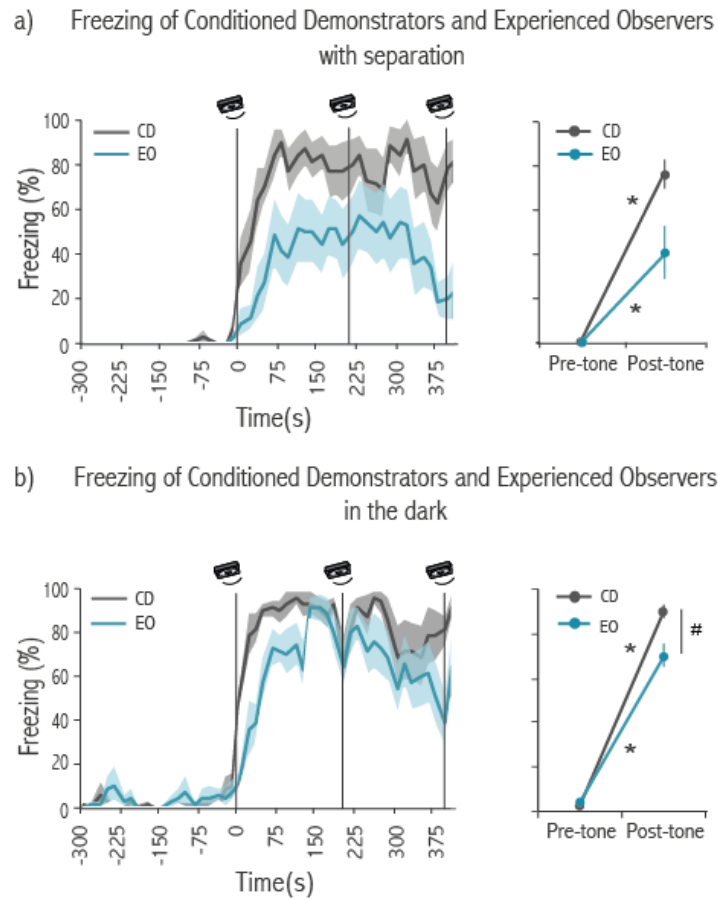 a) Freezing of Conditioned Demonstrators and Experienced Observers
with separation
100
80
60
40
20
0
Freezing (%)
CD
EO
-300 -225 -150 -75 0 75 150 225 300 375
Time(s)
CD
EO
*
*
Pre-tone Post-tone
b) Freezing of Conditioned Demonstrators and Experienced Observers
in the dark
100
80
60
40
20
0
Freezing (%)
CD
EO
-300 -225 -150 -75 0 75 150 225 300 375
Time(s)
CD
EO
#
*
*
Pre-tone Post-tone